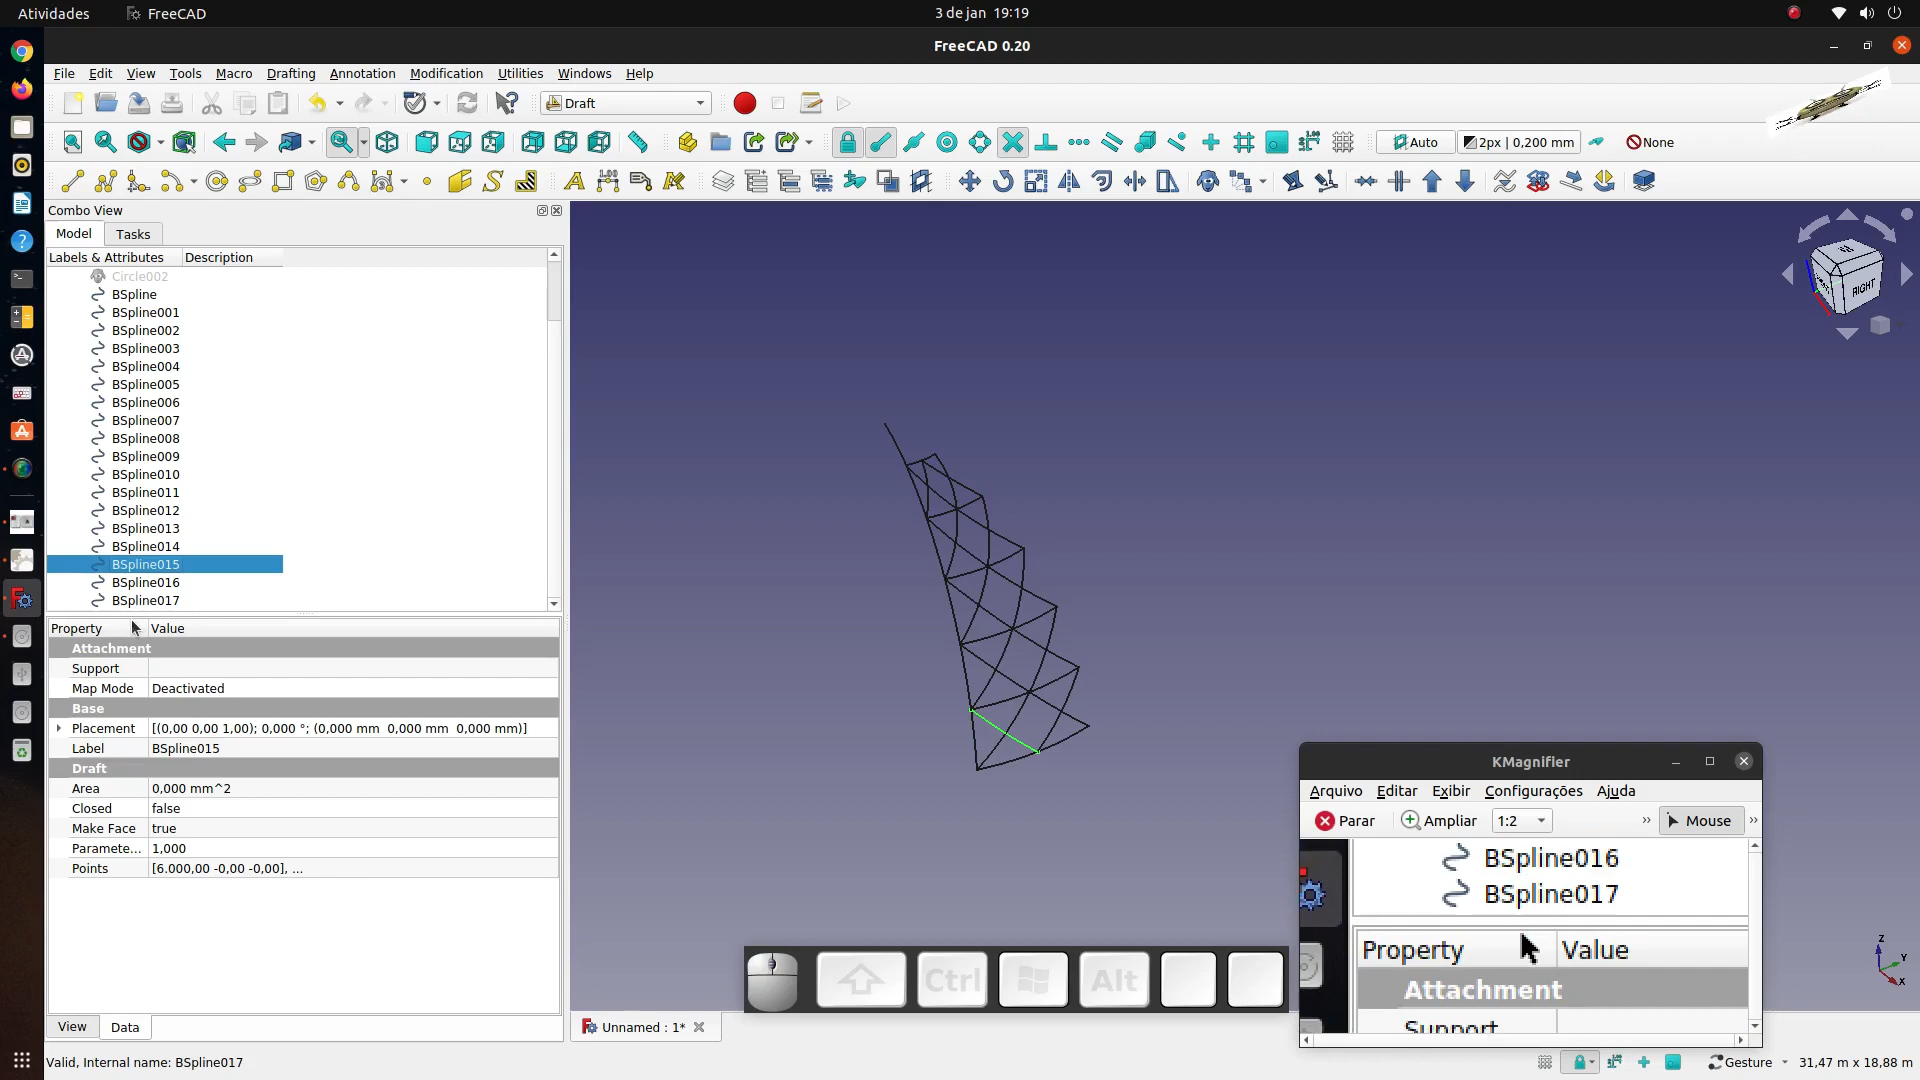 Atividades
FreeCAD
3 de jan 19:19
FreeCAD 0.20
File Edit View Tools Macro Drafting Annotation Modification Utilities Windows Help
Draft
Auto
2px | 0,200 mm
None
Combo View
Model
Tasks
Labels & Attributes
Description
Circle002
BSpline
BSpline001
BSpline002
BSpline003
BSpline004
BSpline005
BSpline006
BSpline007
BSpline008
BSpline009
BSpline010
BSpline011
BSpline012
BSpline013
BSpline014
BSpline015
BSpline016
BSpline017
Property Value
Attachment
Support
Map Mode Deactivated
Base
Placement [(0,00 0,00 1,00); 0,000 °; (0,000 mm 0,000 mm 0,000 mm)]
Label BSpline015
Draft
Area 0,000 mm^2
Closed false
Make Face true
Paramete... 1,000
Points [6.000,00 -0,00 -0,00], ...
View
Data
Unnamed : 1*
RIGHT
Z
Y
X
Ctrl
Alt
KMagnifier
Arquivo Editar Exibir Configurações Ajuda
Parar
Ampliar
1:2
Mouse
BSpline016
BSpline017
Property Value
Attachment
Support
Valid, Internal name: BSpline017
Gesture
31,47 m x 18,88 m